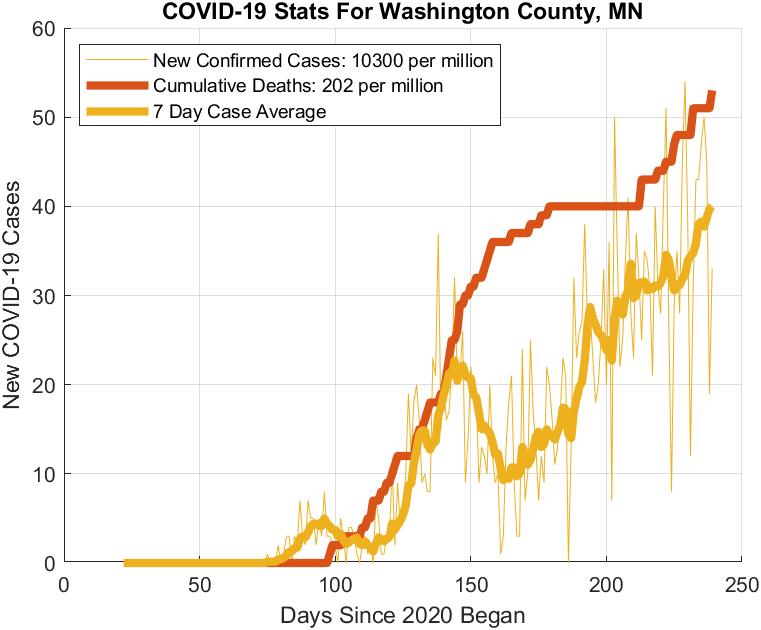 COVID-19 Stats For Washington County, MN
60
50
40
30
20
10
0
New COVID-19 Cases
New Confirmed Cases: 10300 per million
Cumulative Deaths: 202 per million
7 Day Case Average
0 50 100 150 200 250
Days Since 2020 Began